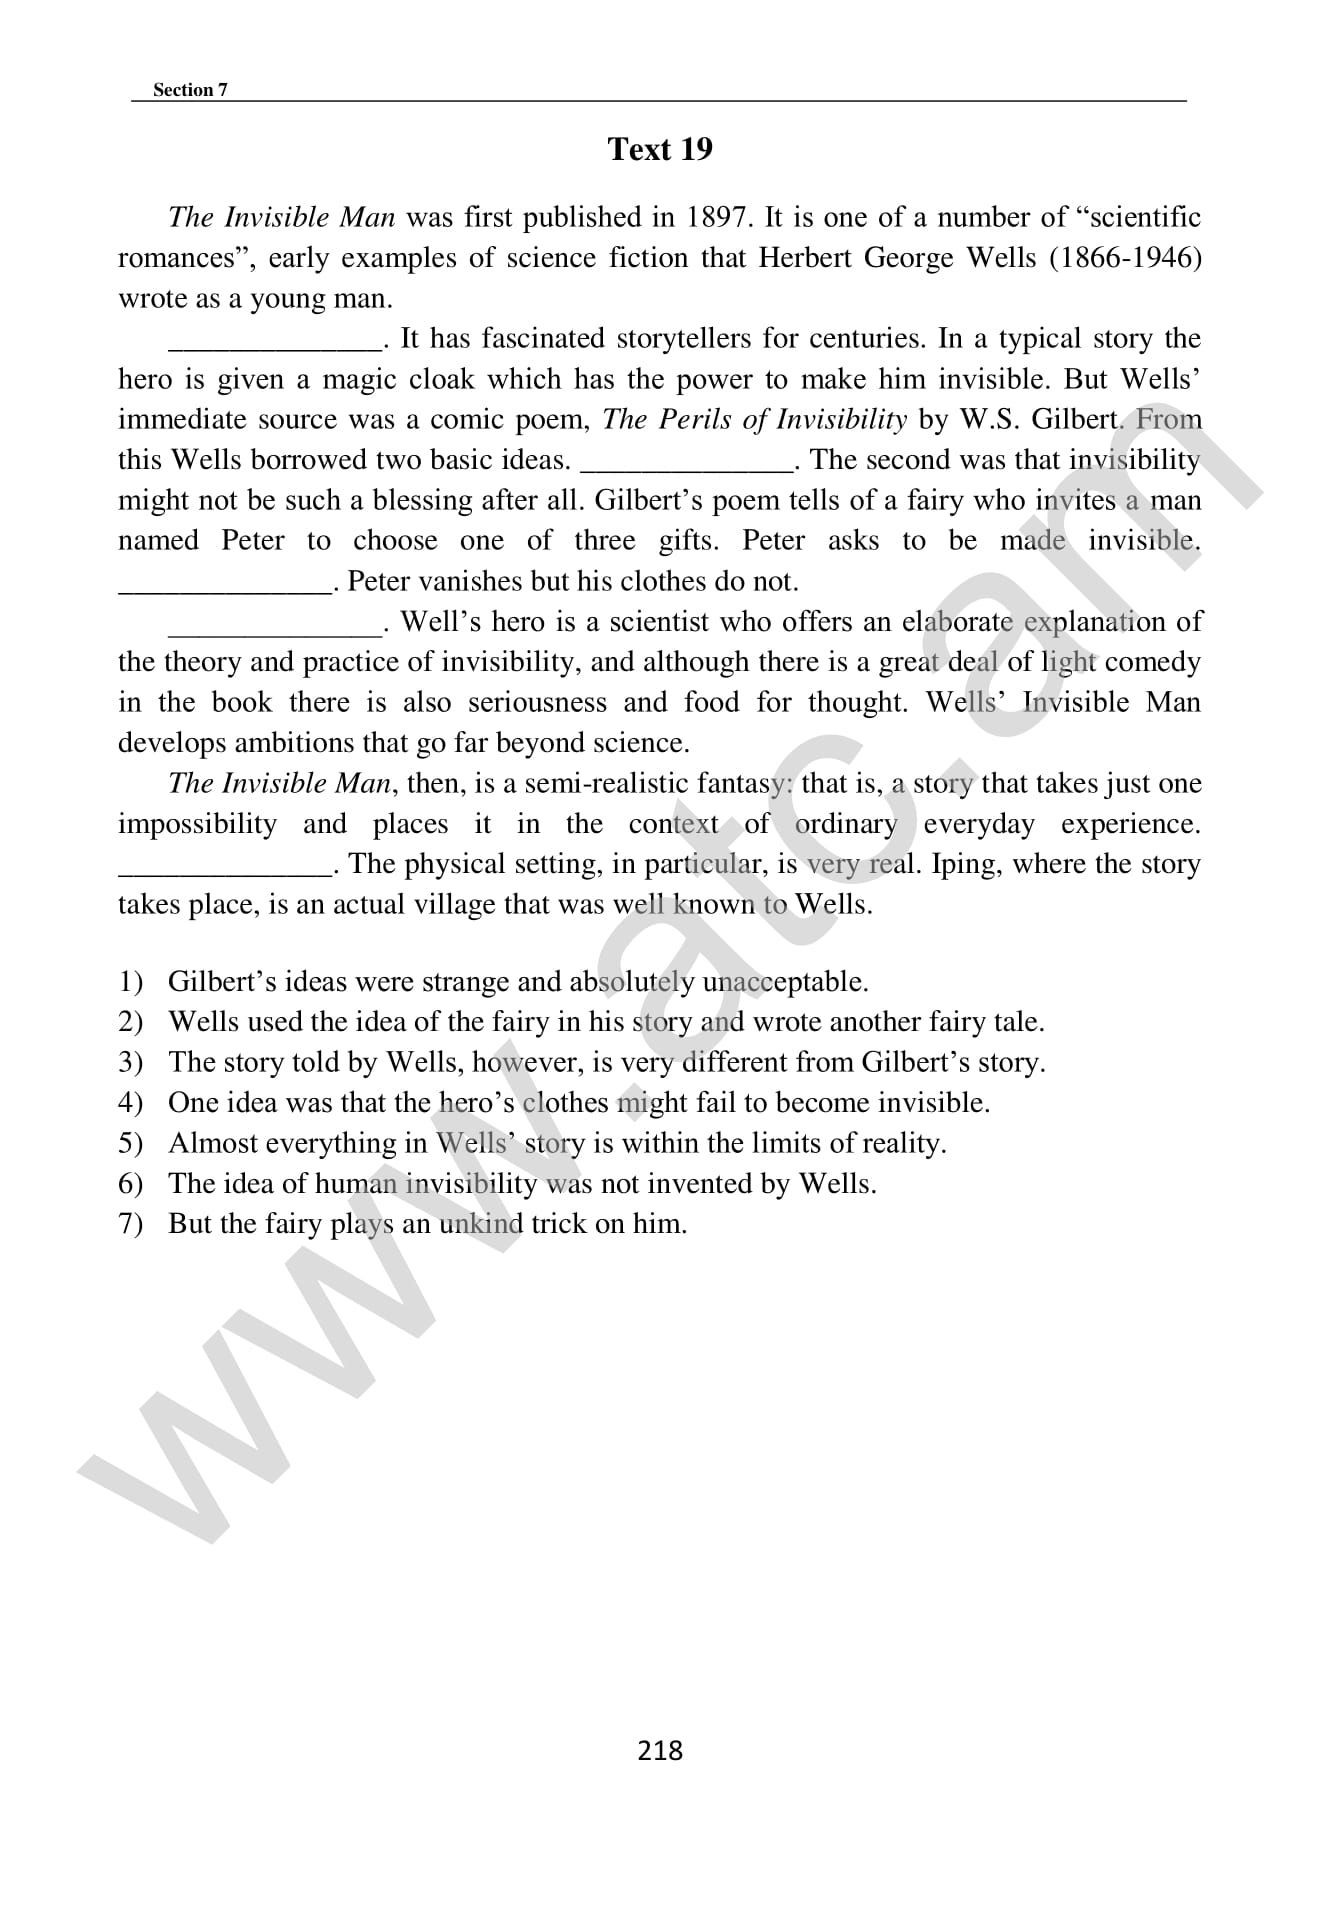 Section 7
Text 19
The Invisible Man was first published in 1897. It is one of a number of “scientific
romances”, early examples of science fiction that Herbert George Wells (1866-1946)
wrote as a young man.
______________. It has fascinated storytellers for centuries. In a typical story the
hero is given a magic cloak which has the power to make him invisible. But Wells’
immediate source was a comic poem, The Perils of Invisibility by W.S. Gilbert. From
this Wells borrowed two basic ideas. ______________. The second was that invisibility
might not be such a blessing after all. Gilbert’s poem tells of a fairy who invites a man
named Peter to choose one of three gifts. Peter asks to be made invisible.
______________. Peter vanishes but his clothes do not.
______________. Well’s hero is a scientist who offers an elaborate explanation of
the theory and practice of invisibility, and although there is a great deal of light comedy
in the book there is also seriousness and food for thought. Wells’ Invisible Man
develops ambitions that go far beyond science.
The Invisible Man, then, is a semi-realistic fantasy: that is, a story that takes just one
impossibility and places it in the context of ordinary everyday experience.
______________. The physical setting, in particular, is very real. Iping, where the story
takes place, is an actual village that was well known to Wells.
1) Gilbert’s ideas were strange and absolutely unacceptable.
2) Wells used the idea of the fairy in his story and wrote another fairy tale.
3) The story told by Wells, however, is very different from Gilbert’s story.
4) One idea was that the hero’s clothes might fail to become invisible.
5) Almost everything in Wells’ story is within the limits of reality.
6) The idea of human invisibility was not invented by Wells.
7) But the fairy plays an unkind trick on him.
www.atc.am
218